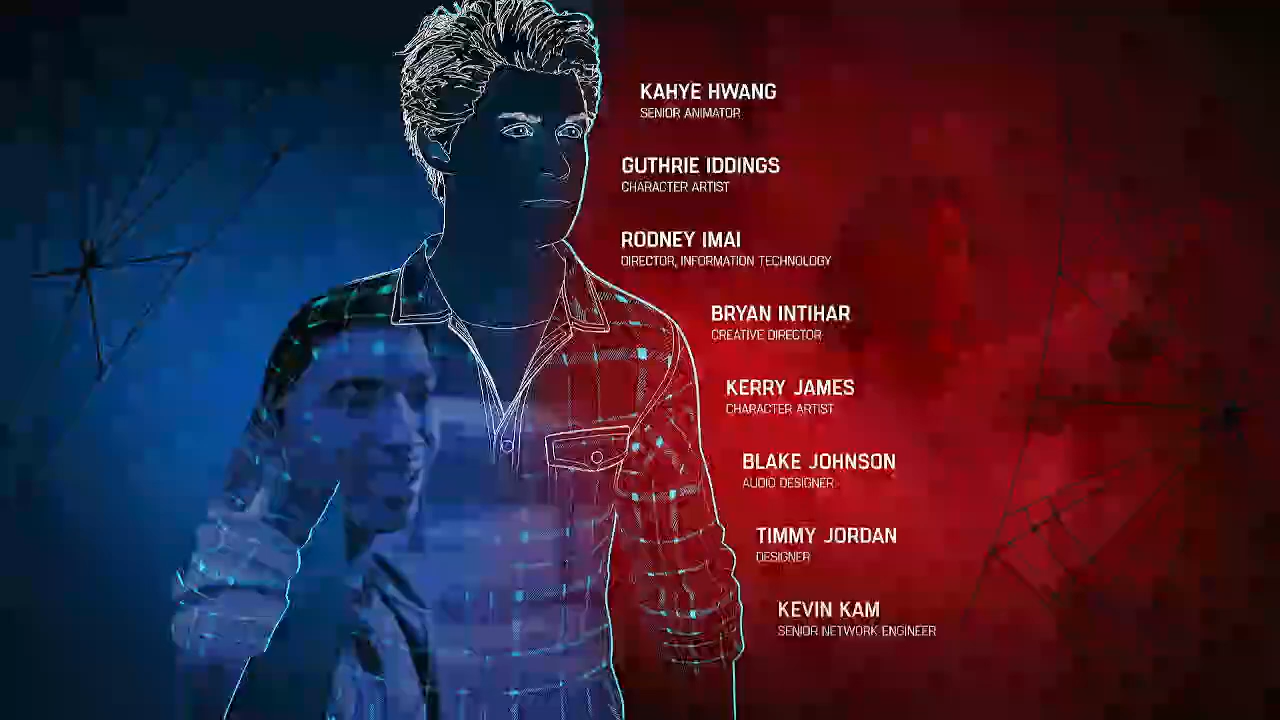 KAHYE HWANG
SENIOR ANIMATOR
GUTHRIE IDDINGS
CHARACTER ARTIST
RODNEY IMAI
DIRECTOR, INFORMATION TECHNOLOGY
BRYAN INTIHAR
CREATIVE DIRECTOR
KERRY JAMES
CHARACTER ARTIST
BLAKE JOHNSON
AUDIO DESIGNER
TIMMY JORDAN
DESIGNER
KEVIN KAM
SENIOR NETWORK ENGINEER